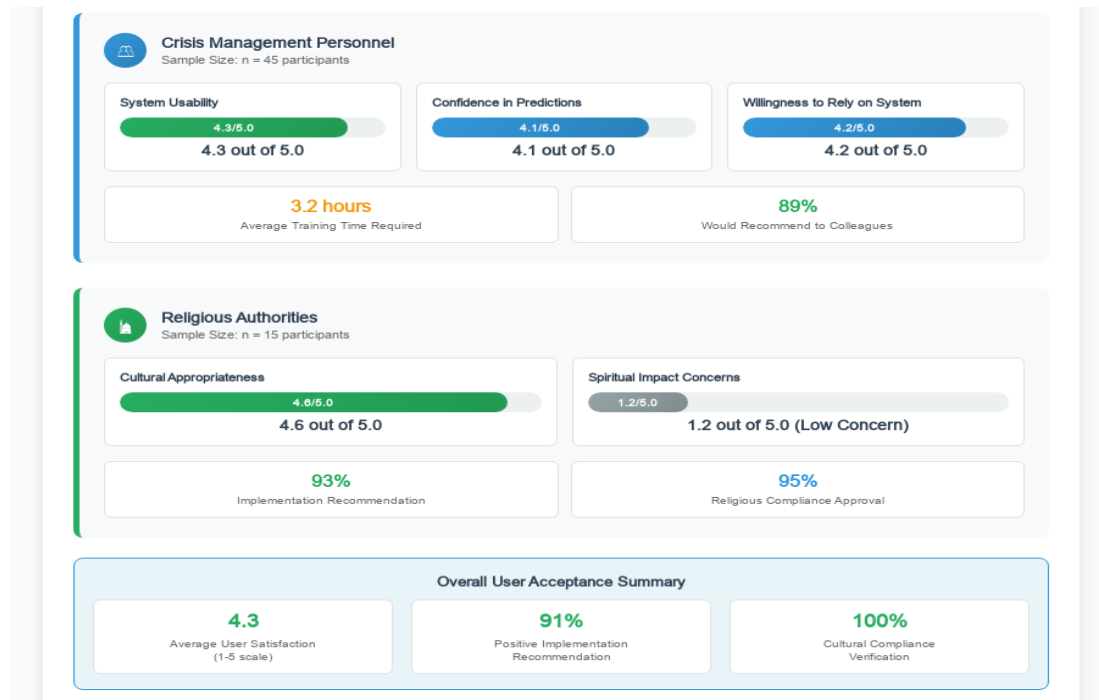 Crisis Management Personnel
Sample Size: n = 45 participants
System Usability
4.3/5.0
4.3 out of 5.0
Confidence in Predictions
4.1/5.0
4.1 out of 5.0
Willingness to Rely on System
4.2/5.0
4.2 out of 5.0
3.2 hours
Average Training Time Required
89%
Would Recommend to Colleagues
Religious Authorities
Sample Size: n = 15 participants
Cultural Appropriateness
4.6/5.0
4.6 out of 5.0
Spiritual Impact Concerns
1.2/5.0
1.2 out of 5.0 (Low Concern)
93%
Implementation Recommendation
95%
Religious Compliance Approval
Overall User Acceptance Summary
4.3
Average User Satisfaction
(1-5 scale)
91%
Positive Implementation
Recommendation
100%
Cultural Compliance
Verification